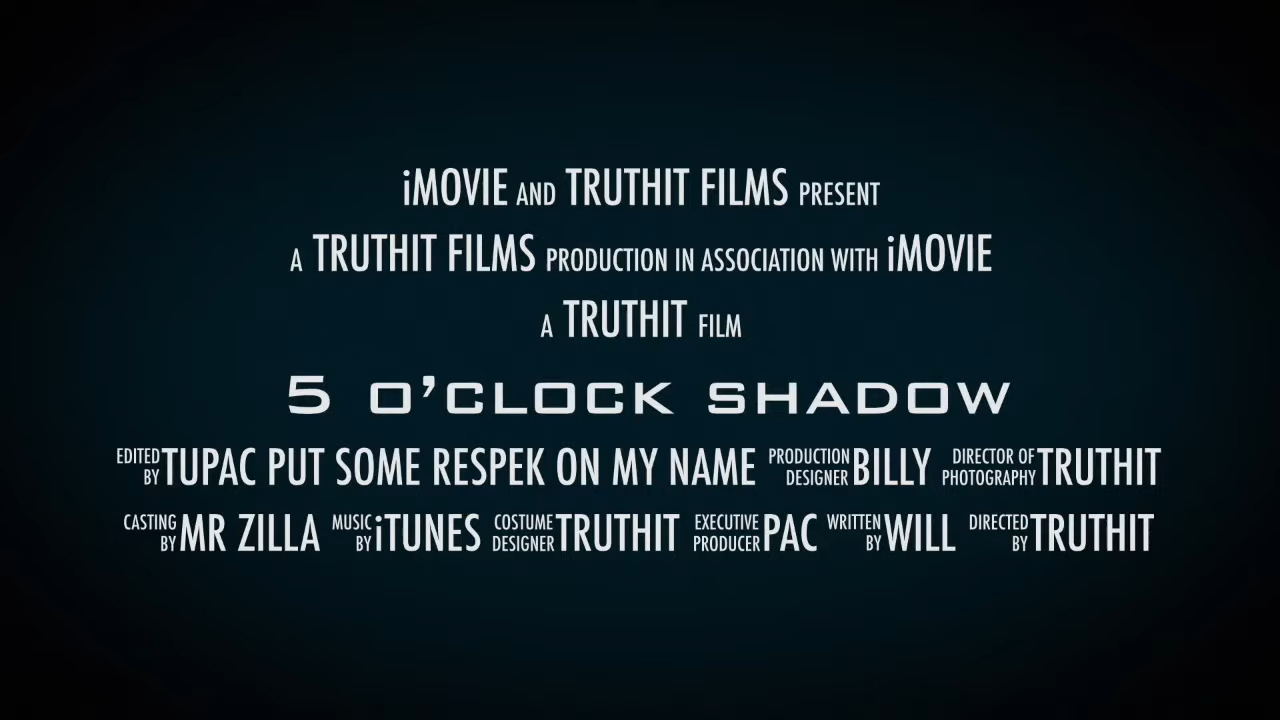 iMOVIE AND TRUTHIT FILMS PRESENT
A TRUTHIT FILMS PRODUCTION IN ASSOCIATION WITH iMOVIE
A TRUTHIT FILM
5 O'CLOCK SHADOW
EDITED BY TUPAC PUT SOME RESPEK ON MY NAME PRODUCTION DESIGNER BILLY DIRECTOR OF PHOTOGRAPHY TRUTHIT
CASTING BY MR ZILLA MUSIC BY iTUNES COSTUME DESIGNER TRUTHIT EXECUTIVE PRODUCER PAC WRITTEN BY WILL DIRECTED BY TRUTHIT